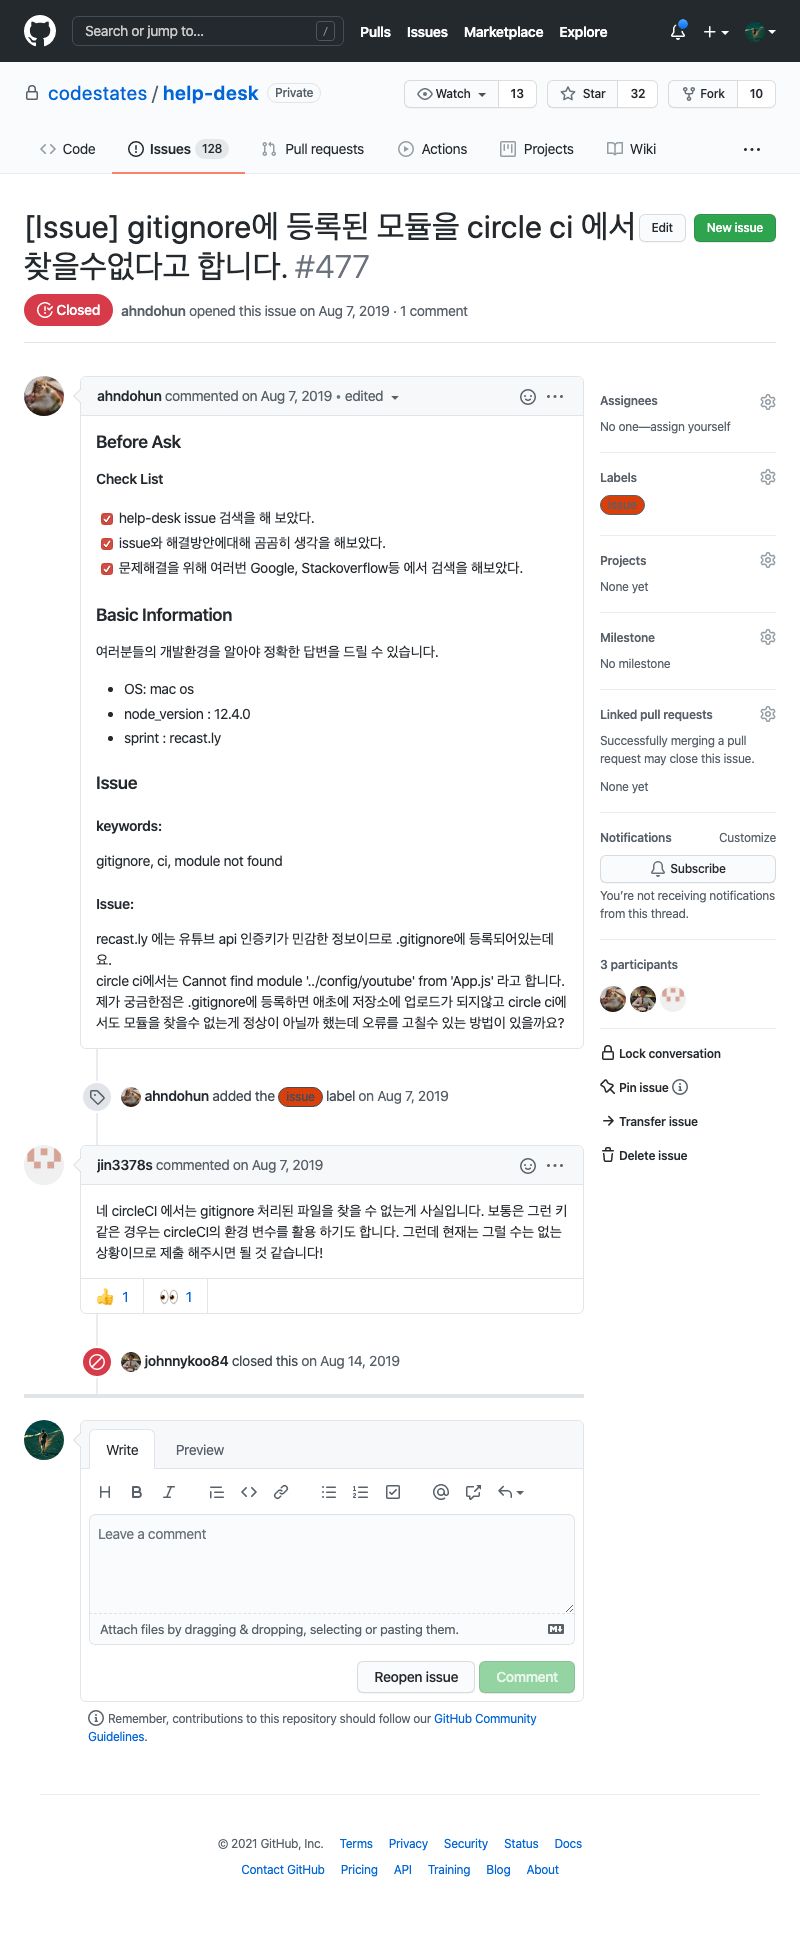 Search or jump to... /
Pulls Issues Marketplace Explore
codestates / help-desk Private
Watch 13 Star 32 Fork 10
Code Issues 128 Pull requests Actions Projects Wiki ...
[Issue] gitignore에 등록된 모듈을 circle ci 에서
찾을수없다고 합니다. #477
Edit New issue
Closed ahndohun opened this issue on Aug 7, 2019 · 1 comment
ahndohun commented on Aug 7, 2019 • edited
Before Ask
Check List
help-desk issue 검색을 해 보았다.
issue와 해결방안에대해 곰곰히 생각을 해보았다.
문제해결을 위해 여러번 Google, Stackoverflow등 에서 검색을 해보았다.
Basic Information
여러분들의 개발환경을 알아야 정확한 답변을 드릴 수 있습니다.
• OS: mac os
• node_version : 12.4.0
• sprint : recast.ly
Issue
keywords:
gitignore, ci, module not found
Issue:
recast.ly 에는 유튜브 api 인증키가 민감한 정보이므로 .gitignore에 등록되어있는데
요.
circle ci에서는 Cannot find module '../config/youtube' from 'App.js' 라고 합니다.
제가 궁금한점은 .gitignore에 등록하면 애초에 저장소에 업로드가 되지않고 circle ci에
서도 모듈을 찾을수 없는게 정상이 아닐까 했는데 오류를 고칠수 있는 방법이 있을까요?
ahndohun added the issue label on Aug 7, 2019
jin3378s commented on Aug 7, 2019
네 circleCI 에서는 gitignore 처리된 파일을 찾을 수 없는게 사실입니다. 보통은 그런 키
같은 경우는 circleCI의 환경 변수를 활용 하기도 합니다. 그런데 현재는 그럴 수는 없는
상황이므로 제출 해주시면 될 것 같습니다!
👍 1 👀 1
johnnykoo84 closed this on Aug 14, 2019
Write Preview
H B I
Leave a comment
Attach files by dragging & dropping, selecting or pasting them.
Reopen issue Comment
Remember, contributions to this repository should follow our GitHub Community
Guidelines.
Assignees
No one—assign yourself
Labels
issue
Projects
None yet
Milestone
No milestone
Linked pull requests
Successfully merging a pull
request may close this issue.
None yet
Notifications Customize
Subscribe
You're not receiving notifications
from this thread.
3 participants
Lock conversation
Pin issue
Transfer issue
Delete issue
© 2021 GitHub, Inc. Terms Privacy Security Status Docs
Contact GitHub Pricing API Training Blog About